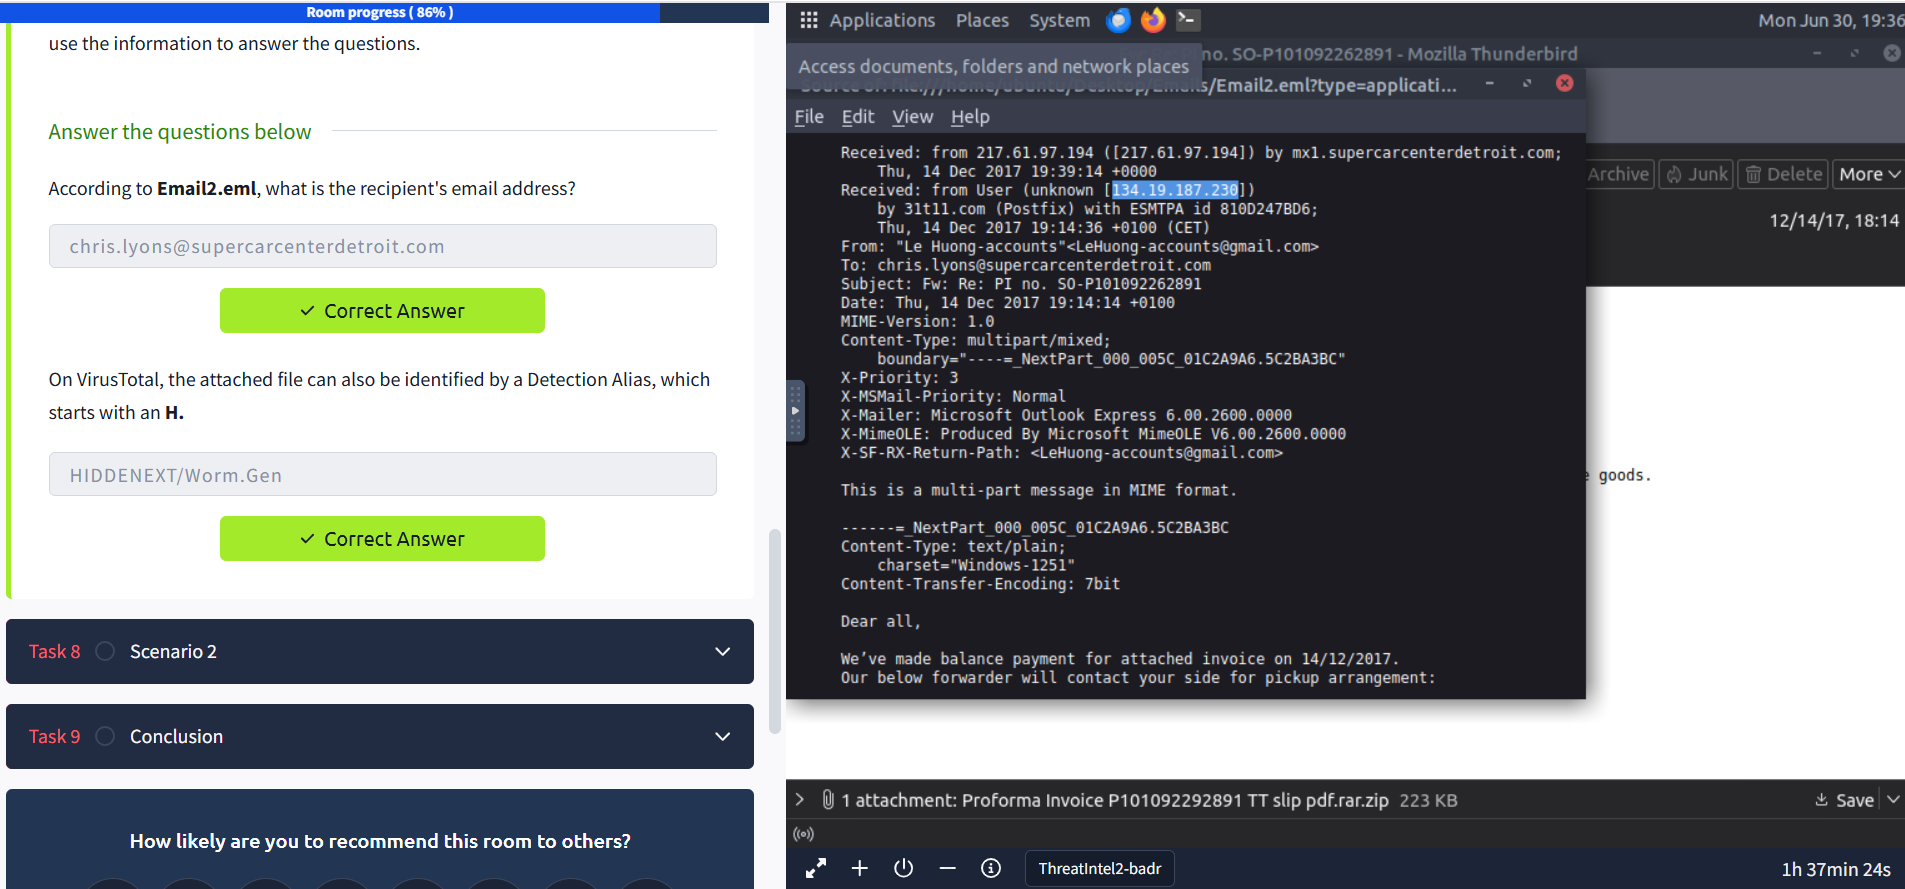 Room progress ( 86% )
use the information to answer the questions.
Answer the questions below
According to Email2.eml, what is the recipient's email address?
chris.lyons@supercarcenterdetroit.com
✓ Correct Answer
On VirusTotal, the attached file can also be identified by a Detection Alias, which
starts with an H.
HIDDENEXT/Worm.Gen
✓ Correct Answer
Task 8 Scenario 2
Task 9 Conclusion
How likely are you to recommend this room to others?
Applications Places System Mon Jun 30, 19:36
no. SO-P101092262891 - Mozilla Thunderbird
Access documents, folders and network places
/Email2.eml?type=applicati...
File Edit View Help
Received: from 217.61.97.194 ([217.61.97.194]) by mx1.supercarcenterdetroit.com;
Thu, 14 Dec 2017 19:39:14 +0000
Received: from User (unknown [134.19.187.230])
by 31t11.com (Postfix) with ESMTPA id 810D247BD6;
Thu, 14 Dec 2017 19:14:36 +0100 (CET)
From: "Le Huong-accounts"<LeHuong-accounts@gmail.com>
To: chris.lyons@supercarcenterdetroit.com
Subject: Fw: Re: PI no. SO-P101092262891
Date: Thu, 14 Dec 2017 19:14:14 +0100
MIME-Version: 1.0
Content-Type: multipart/mixed;
boundary="----=_NextPart_000_005C_01C2A9A6.5C2BA3BC"
X-Priority: 3
X-MSMail-Priority: Normal
X-Mailer: Microsoft Outlook Express 6.00.2600.0000
X-MimeOLE: Produced By Microsoft MimeOLE V6.00.2600.0000
X-SF-RX-Return-Path: <LeHuong-accounts@gmail.com>
This is a multi-part message in MIME format.
------=_NextPart_000_005C_01C2A9A6.5C2BA3BC
Content-Type: text/plain;
charset="Windows-1251"
Content-Transfer-Encoding: 7bit
Dear all,
We’ve made balance payment for attached invoice on 14/12/2017.
Our below forwarder will contact your side for pickup arrangement:
Archive Junk Delete More
12/14/17, 18:14
goods.
1 attachment: Proforma Invoice P101092292891 TT slip pdf.rar.zip 223 KB Save
ThreatIntel2-badr 1h 37min 24s